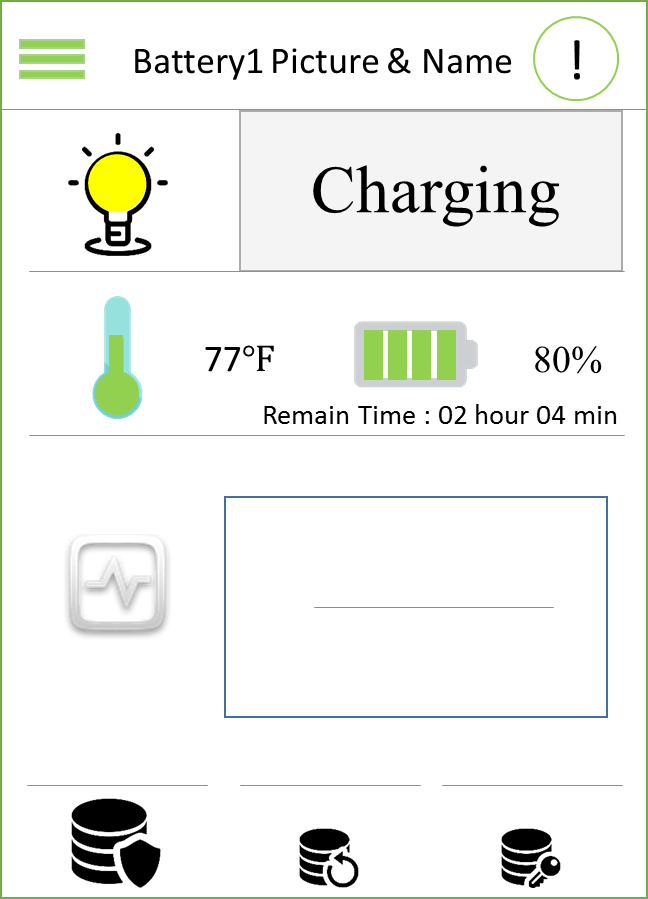 Battery1 Picture & Name
!
Charging
77°F
80%
Remain Time : 02 hour 04 min